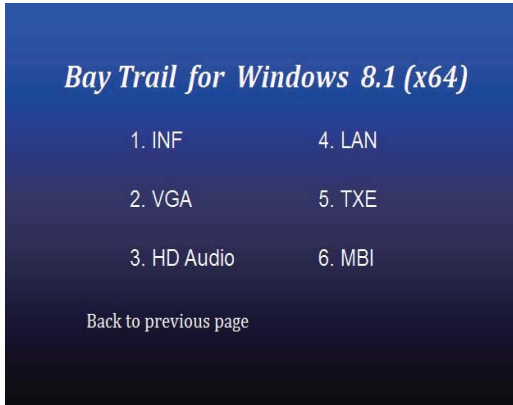 Bay Trail for Windows 8.1 (x64)
1. INF
2. VGA
3. HD Audio
4. LAN
5. TXE
6. MBI
Back to previous page